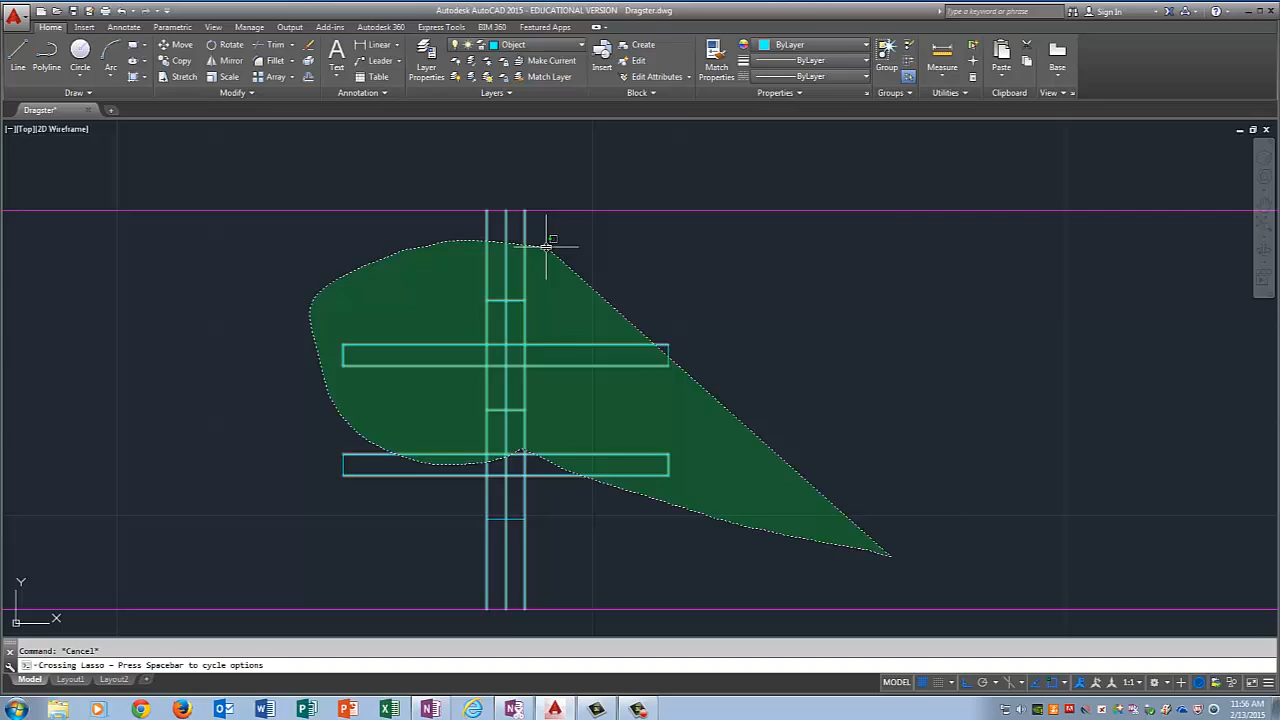 Autodesk AutoCAD 2015 - EDUCATIONAL VERSION Dragster.dwg
Type a keyword or phrase
Sign In
Home Insert Annotate Parametric View Manage Output Add-ins Autodesk 360 Express Tools BIM 360 Featured Apps
Line Polyline Circle Arc
Move Rotate Trim
Copy Mirror Fillet
Stretch Scale Array
Text Linear
Leader
Table
Layer Properties
Object
Make Current
Match Layer
Insert Create
Edit
Edit Attributes
Match Properties
ByLayer
ByLayer
ByLayer
Group Measure Paste Base
Draw Modify Annotation Layers Block Properties Groups Utilities Clipboard View
Dragster*
[−][Top][2D Wireframe]
Y
X
Command: *Cancel*
-Crossing Lasso - Press Spacebar to cycle options
Model Layout1 Layout2
MODEL 1:1
11:56 AM
2/13/2015